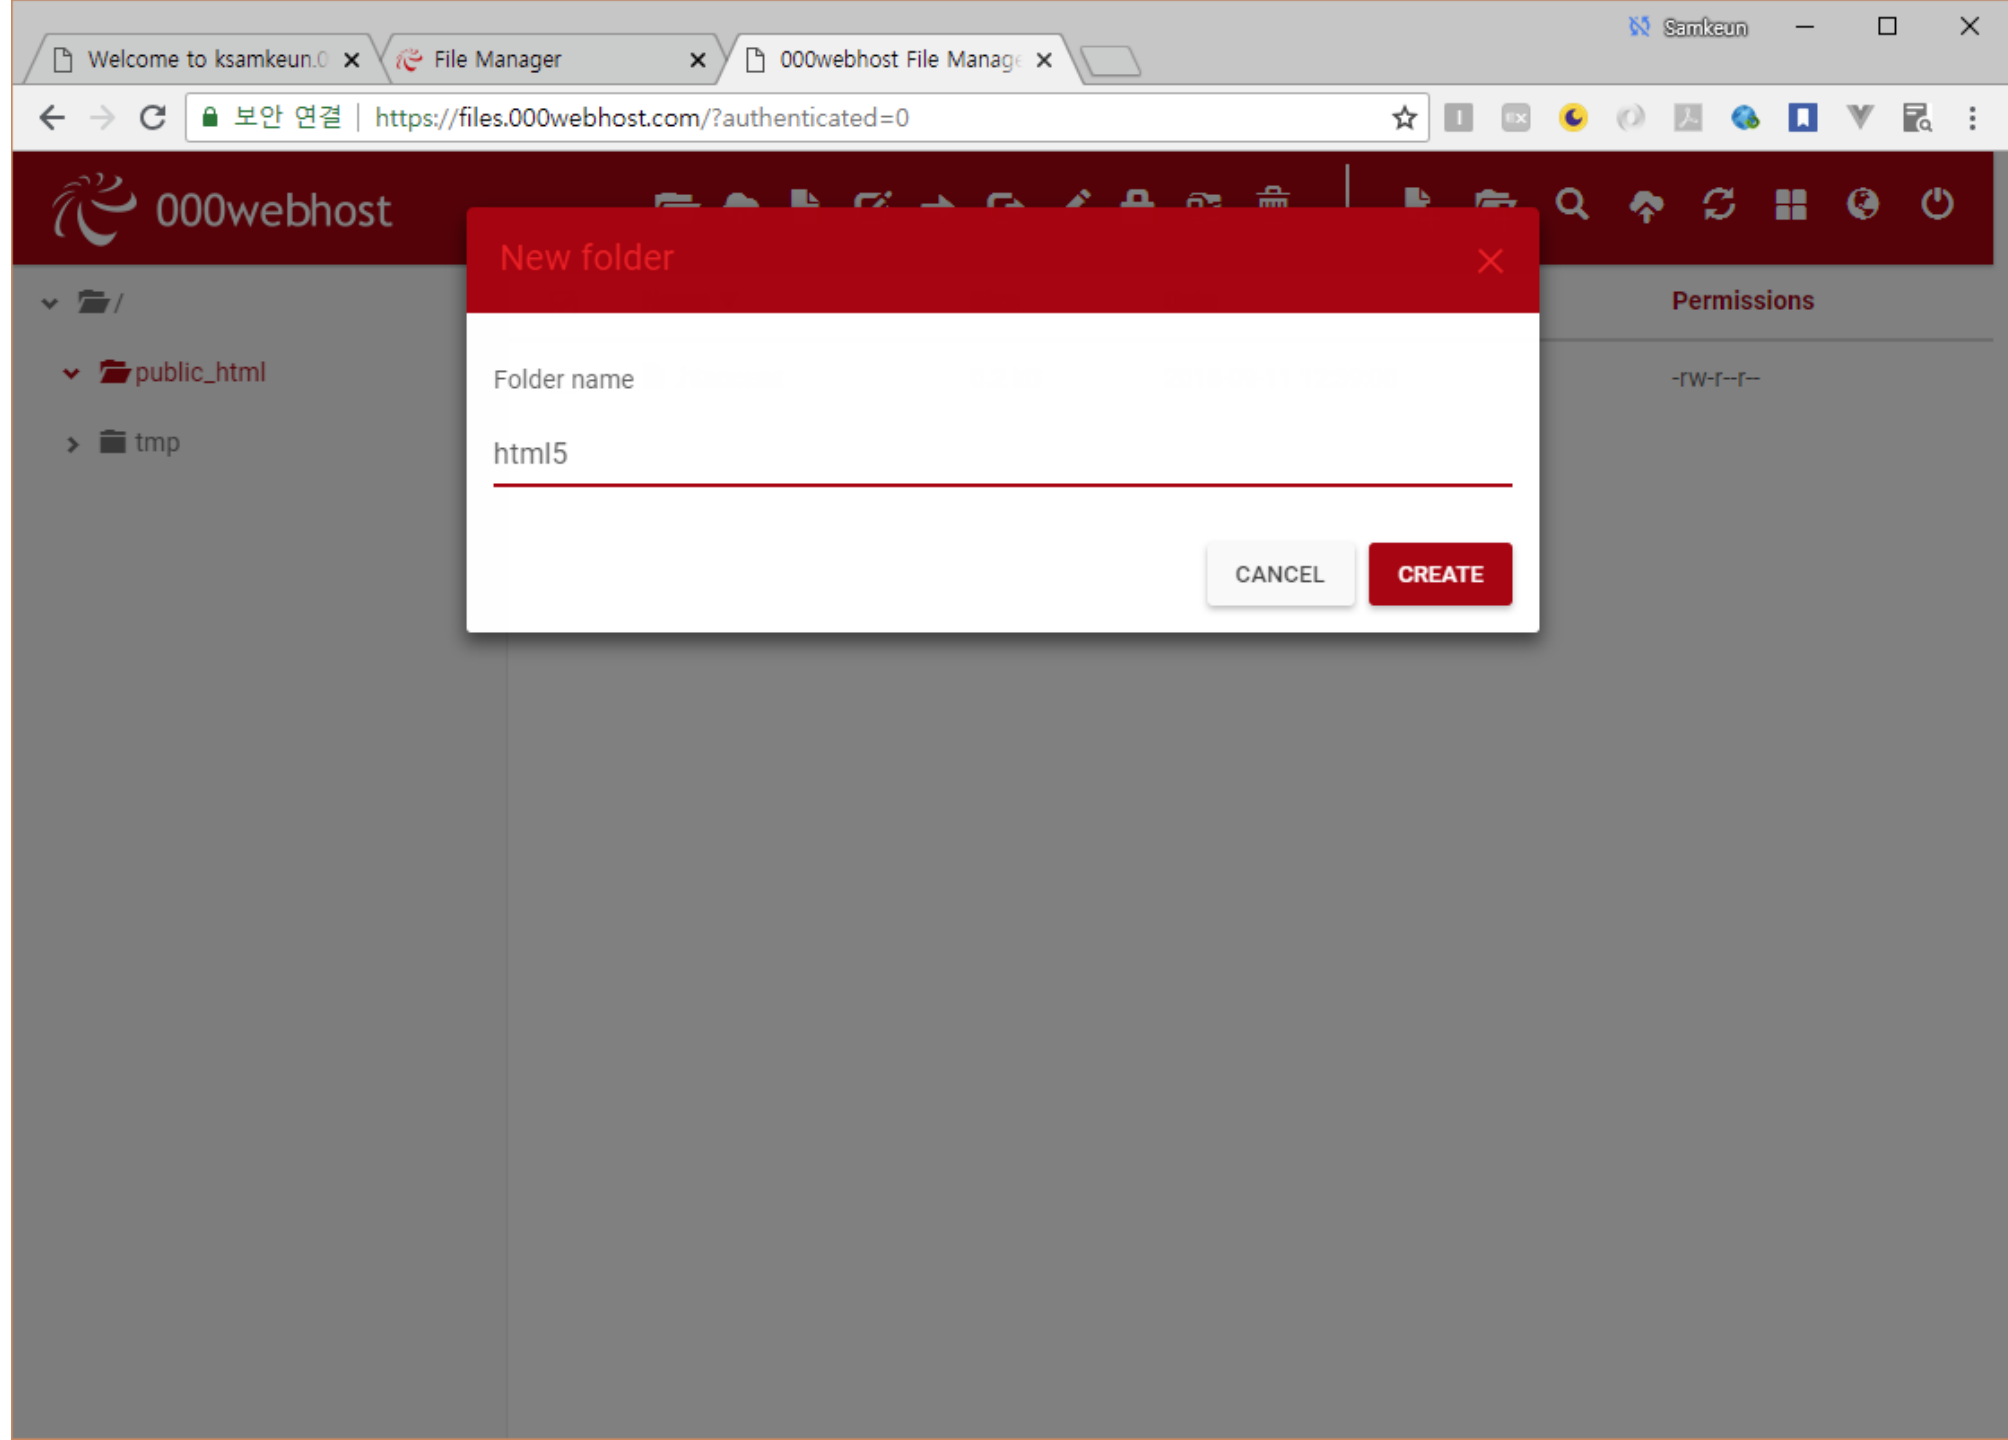 Samkeun
Welcome to ksamkeun.0
File Manager
000webhost File Manage
보안 연결
https://files.000webhost.com/?authenticated=0
000webhost
New folder
/
Permissions
public_html
Folder name
-rw-r--r--
tmp
html5
CANCEL
CREATE